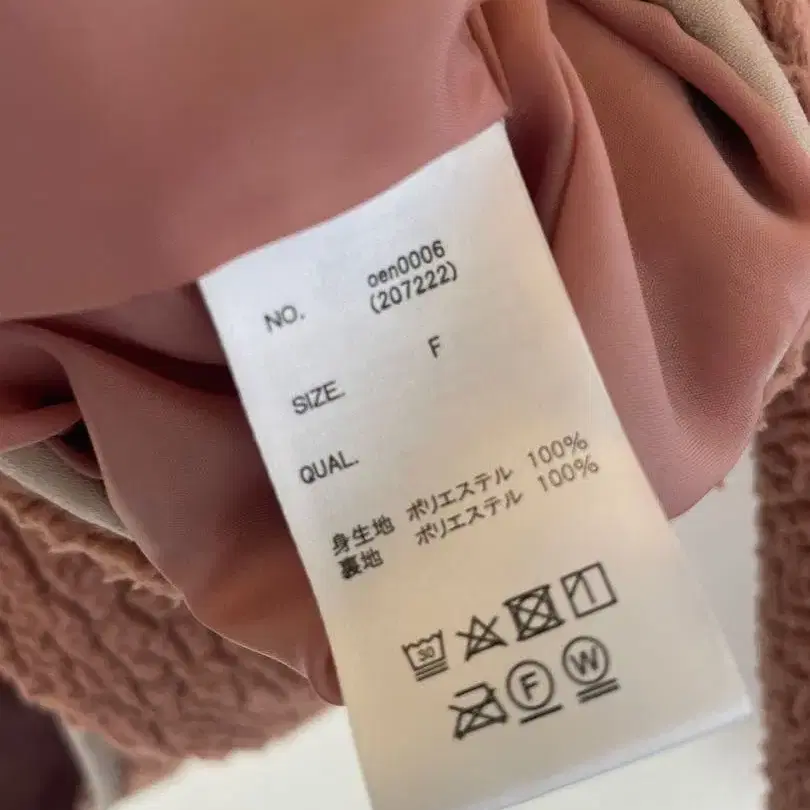 NO. oen0006
(207222)
SIZE. F
QUAL.
身生地 ポリエステル 100%
裏地 ポリエステル 100%
30
F W